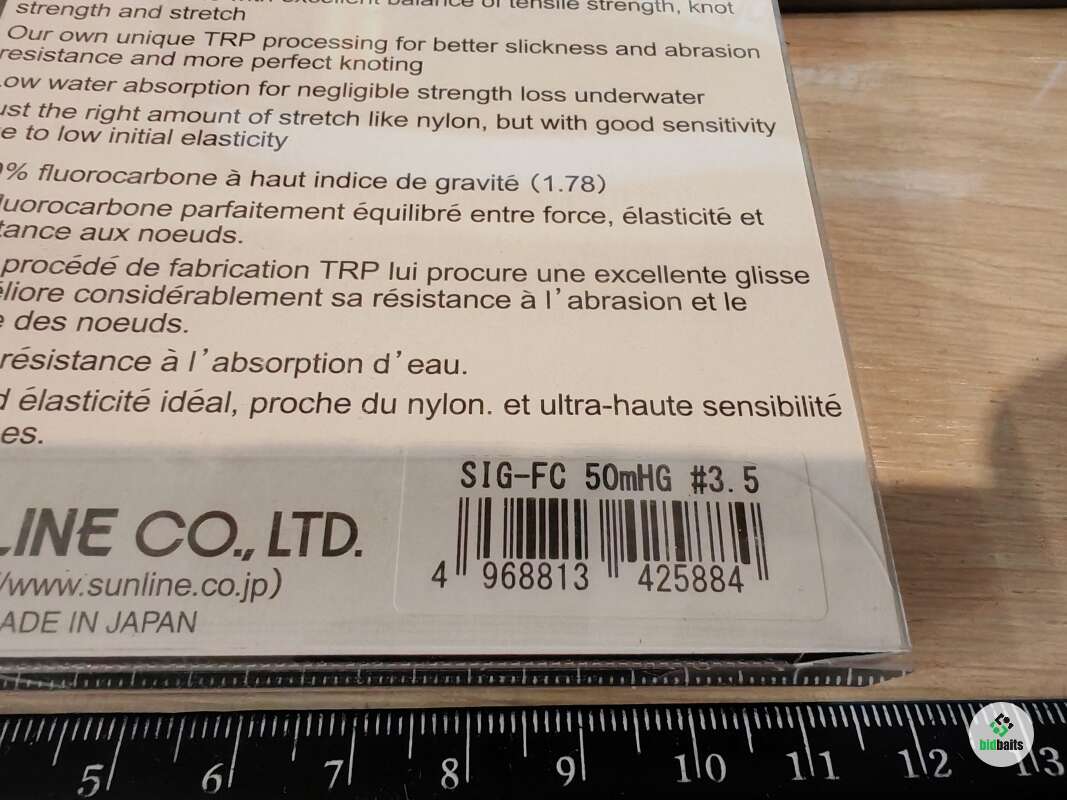 excellent balance of tensile strength, knot
strength and stretch
Our own unique TRP processing for better slickness and abrasion
resistance and more perfect knoting
ow water absorption for negligible strength loss underwater
ust the right amount of stretch like nylon, but with good sensitivity
e to low initial elasticity
% fluorocarbone à haut indice de gravité (1.78)
luorocarbone parfaitement équilibré entre force, élasticité et
tance aux noeuds.
procédé de fabrication TRP lui procure une excellente glisse
éliore considérablement sa résistance à l'abrasion et le
e des noeuds.
résistance à l'absorption d'eau.
d élasticité idéal, proche du nylon. et ultra-haute sensibilité
es.
SIG-FC 50mHG #3.5
4 968813 425884
LINE CO., LTD.
/www.sunline.co.jp)
ADE IN JAPAN
5 6 7 8 9 10 11 12 13
bidbaits